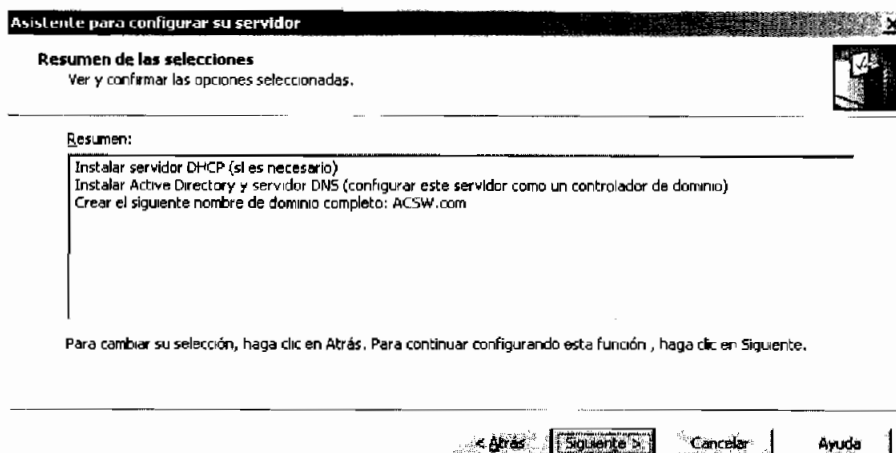 Asistente para configurar su servidor
Resumen de las selecciones
Ver y confirmar las opciones seleccionadas.
Resumen:
Instalar servidor DHCP (si es necesario)
Instalar Active Directory y servidor DNS (configurar este servidor como un controlador de dominio)
Crear el siguiente nombre de dominio completo: ACSW.com
Para cambiar su selección, haga clic en Atrás. Para continuar configurando esta función , haga clic en Siguiente.
< Atrás Siguiente > Cancelar Ayuda